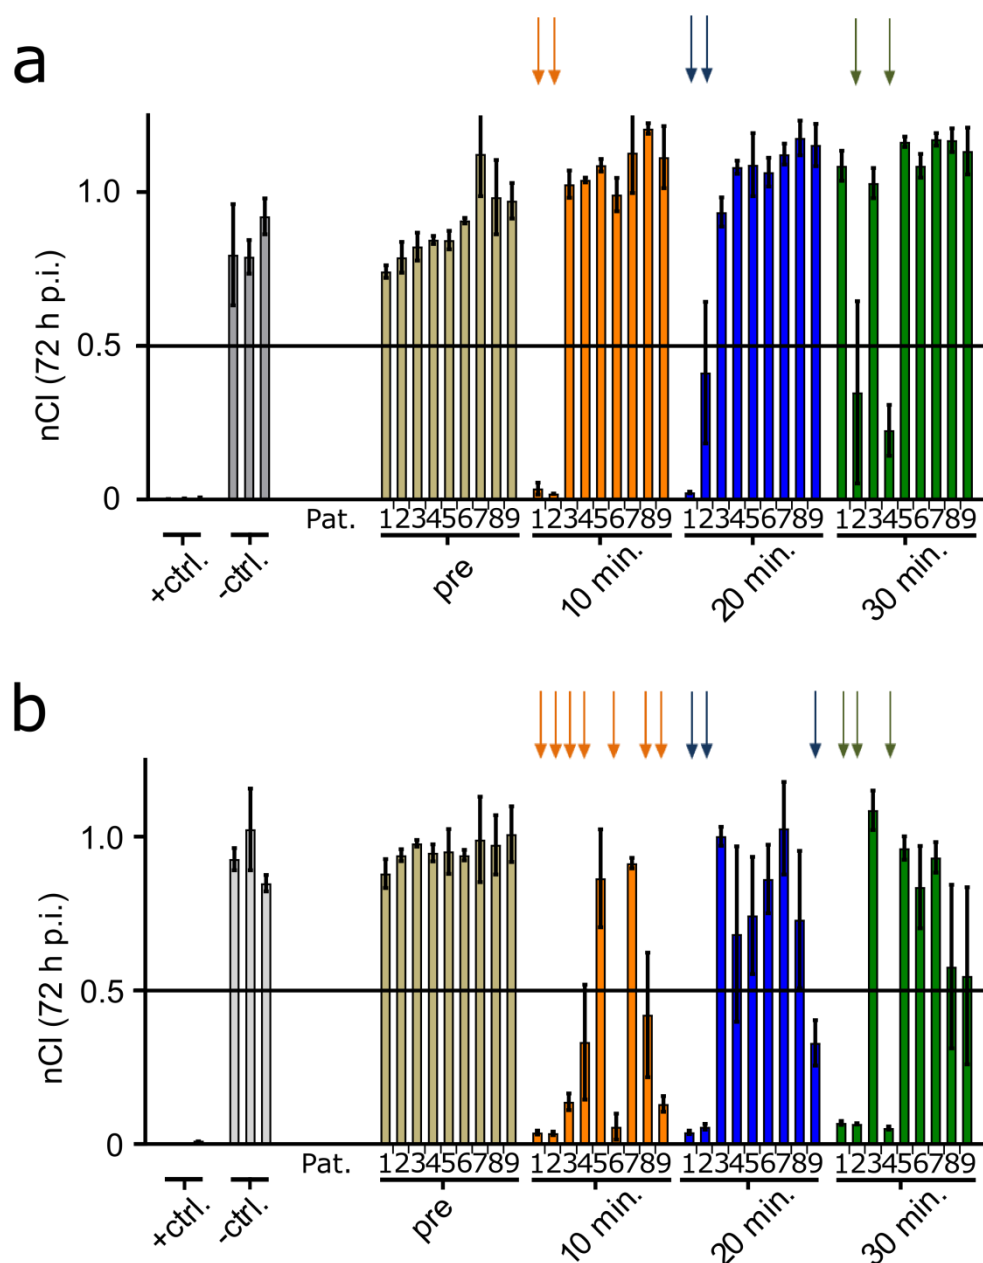 a
nCI (72 h p.i.)
1.0
0.5
0
Pat.
123456789
123456789
123456789
123456789
+ctrl.
-ctrl.
pre
10 min.
20 min.
30 min.
b
nCI (72 h p.i.)
1.0
0.5
0
Pat.
123456789
123456789
123456789
123456789
+ctrl.
-ctrl.
pre
10 min.
20 min.
30 min.